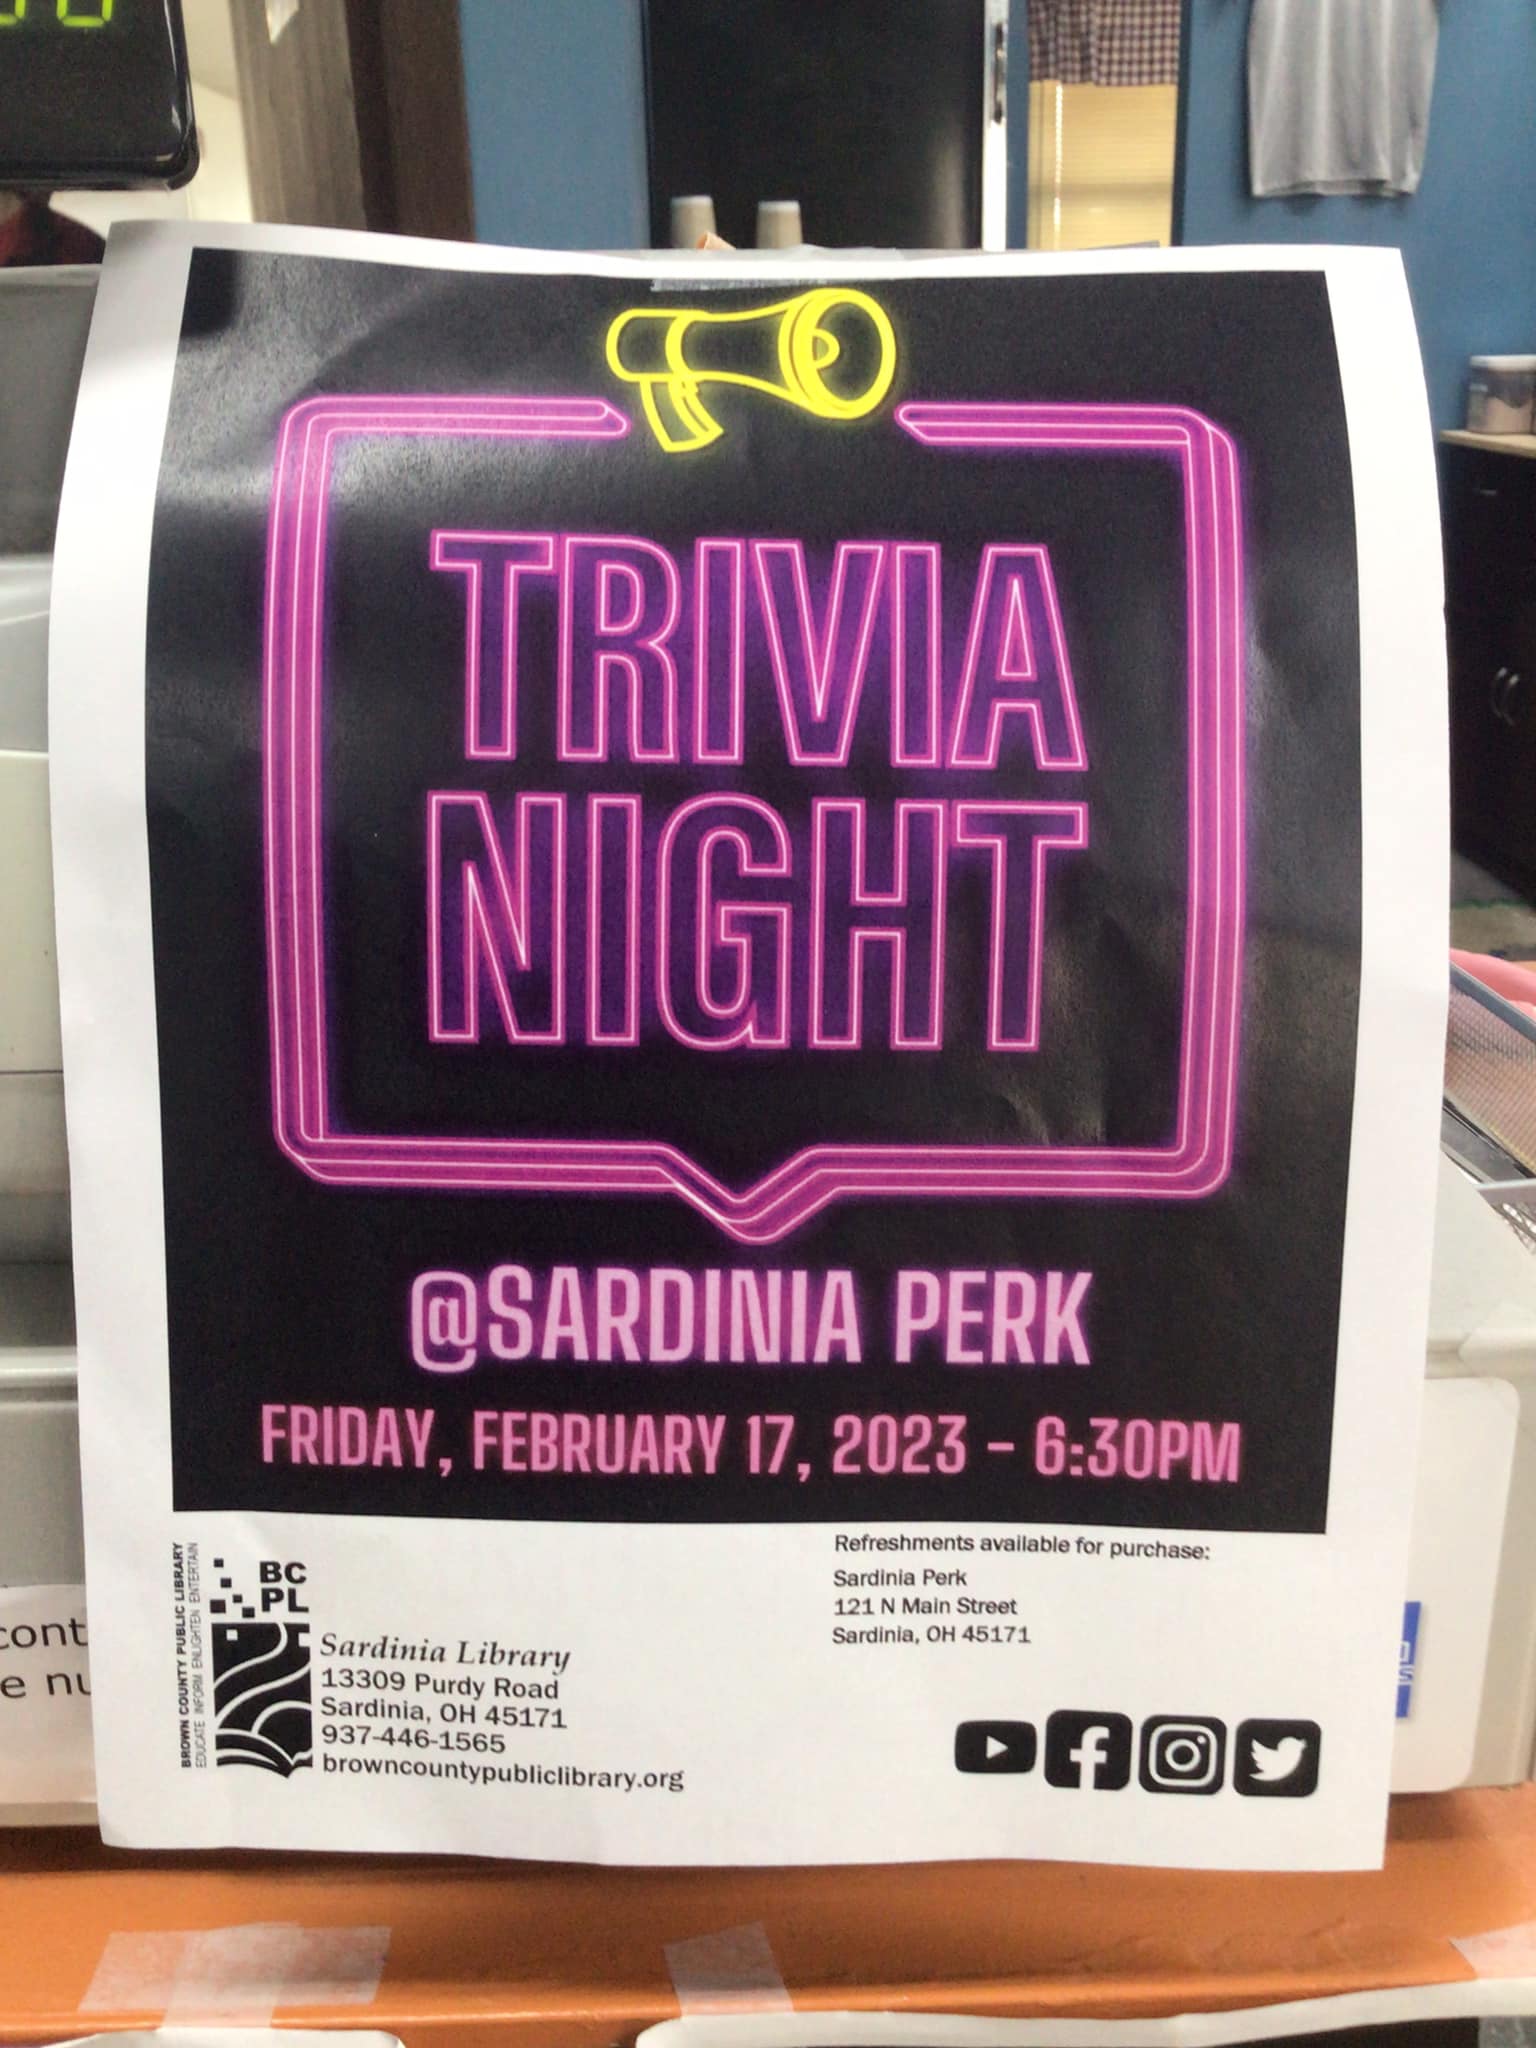 TRIVIA
NIGHT
@SARDINIA PERK
FRIDAY, FEBRUARY 17, 2023 - 6:30PM
BROWN COUNTY PUBLIC LIBRARY
EDUCATE INFORM ENLIGHTEN ENTERTAIN
BC
PL
Sardinia Library
13309 Purdy Road
Sardinia, OH 45171
937-446-1565
browncountypubliclibrary.org
Refreshments available for purchase:
Sardinia Perk
121 N Main Street
Sardinia, OH 45171